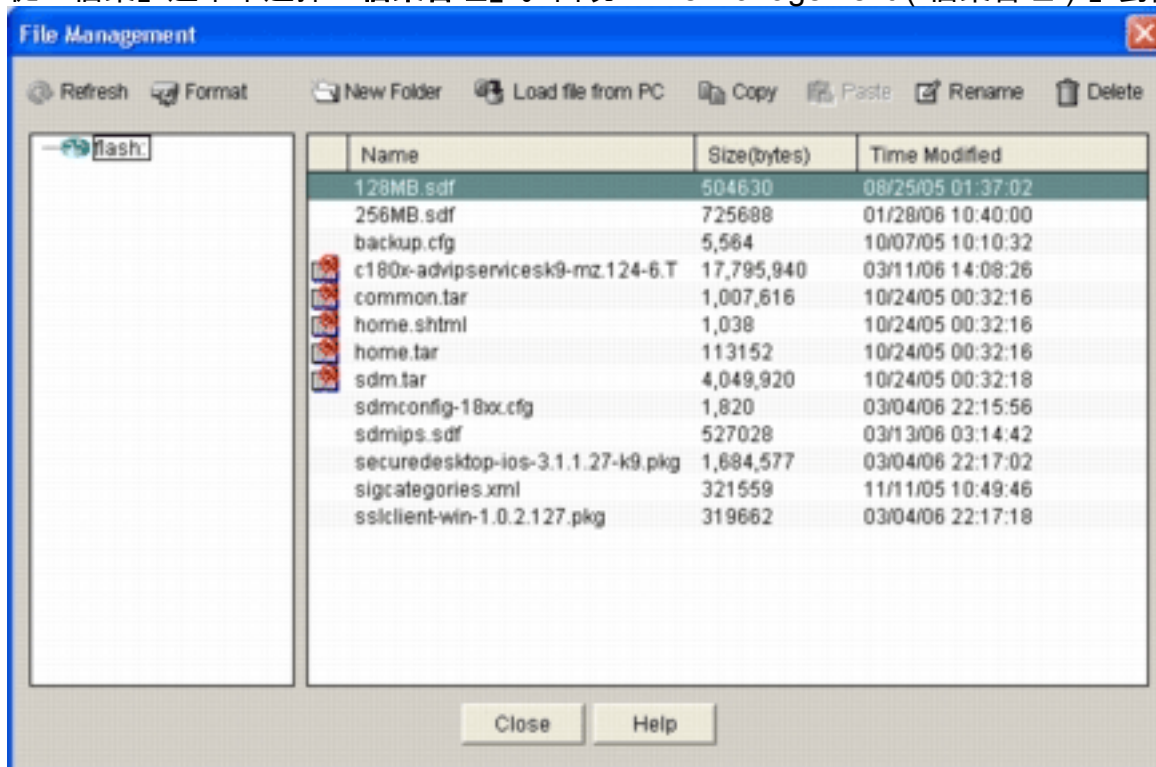 File Management
Refresh Format New Folder Load file from PC Copy Paste Rename Delete
flash:
Name Size(bytes) Time Modified
128MB.sdf 504630 08/25/05 01:37:02
256MB.sdf 725688 01/28/06 10:40:00
backup.cfg 5,564 10/07/05 10:10:32
c180x-advipservicesk9-mz.124-6.T 17,795,940 03/11/06 14:08:26
common.tar 1,007,616 10/24/05 00:32:16
home.shtml 1,038 10/24/05 00:32:16
home.tar 113152 10/24/05 00:32:16
sdm.tar 4,049,920 10/24/05 00:32:18
sdmconfig-18xx.cfg 1,820 03/04/06 22:15:56
sdmips.sdf 527028 03/13/06 03:14:42
securedesktop-ios-3.1.1.27-k9.pkg 1,684,577 03/04/06 22:17:02
sigcategories.xml 321559 11/11/05 10:49:46
sslclient-win-1.0.2.127.pkg 319662 03/04/06 22:17:18
Close Help